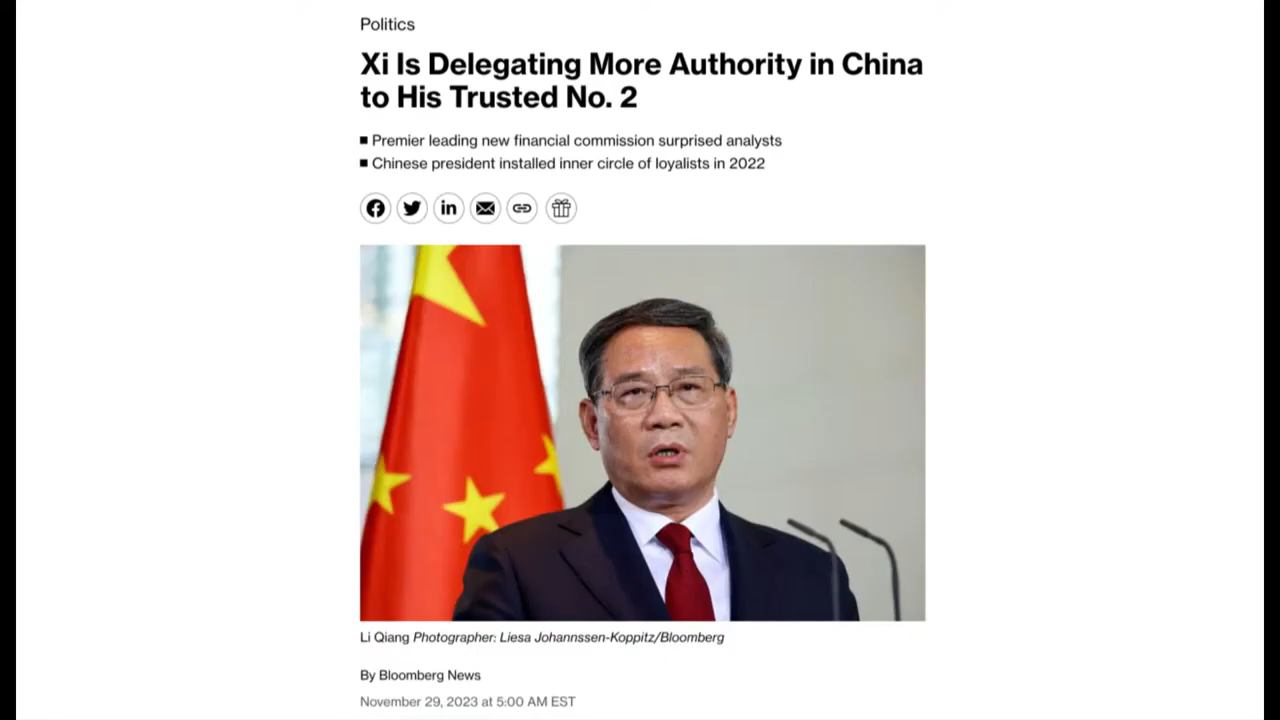 Politics
Xi Is Delegating More Authority in China
to His Trusted No. 2
Premier leading new financial commission surprised analysts
Chinese president installed inner circle of loyalists in 2022
in
Li Qiang Photographer: Liesa Johannssen-Koppitz/Bloomberg
By Bloomberg News
November 29, 2023 at 5:00 AM EST